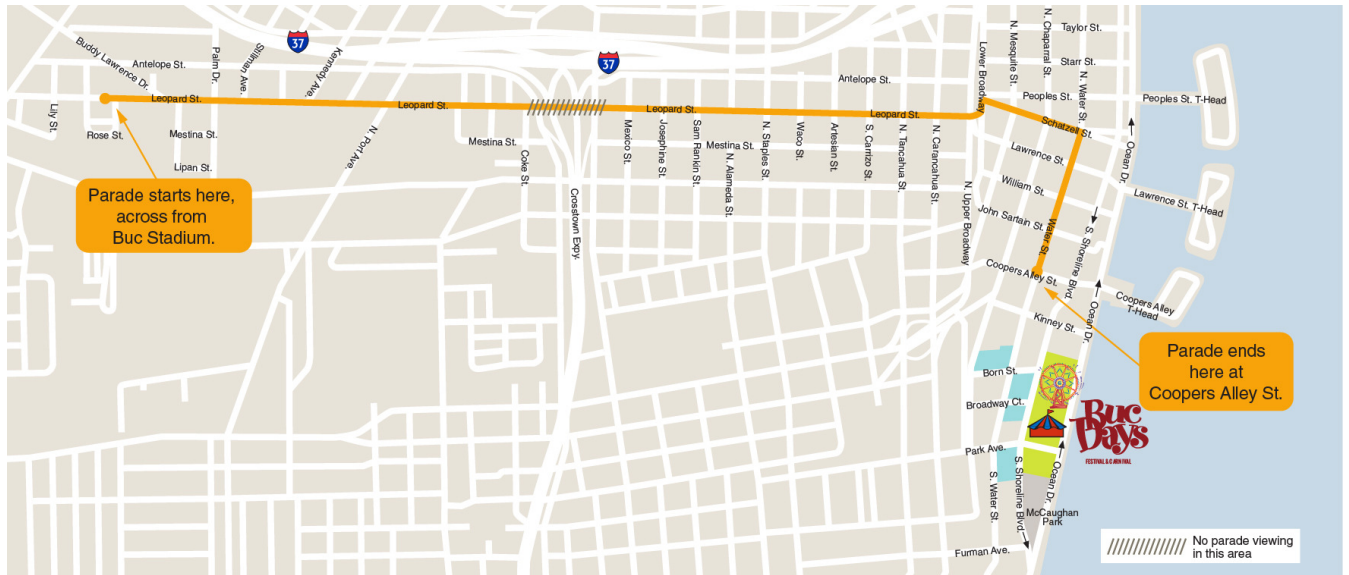 Taylor St.
Starr St.
N. Mesquite St.
N. Chaparral St.
N. Water St.
Lower Broadway
Buddy Lawrence Dr.
Antelope St.
Palm Dr.
Stillman Ave.
37
Kennedy Ave.
37
Antelope St.
Peoples St.
Peoples St. T-Head
Lily St.
Leopard St.
Leopard St.
Leopard St.
Leopard St.
Schatzell St.
Rose St.
Mestina St.
Lipan St.
N. Port Ave.
Mestina St.
Coke St.
Crosstown Expy.
Mexico St.
Josephine St.
Sam Rankin St.
Mestina St.
N. Alameda St.
N. Staples St.
Waco St.
Artesian St.
S. Carrizo St.
N. Tancahua St.
N. Carancahua St.
N. Upper Broadway
Lawrence St.
William St.
John Sartain St.
Water St.
Ocean Dr.
Lawrence St. T-Head
S. Shoreline Blvd.
Coopers Alley St.
Coopers Alley
T-Head
Kinney St.
Ocean Dr.
Parade starts here,
across from
Buc Stadium.
Parade ends
here at
Coopers Alley St.
Born St.
Broadway Ct.
Buc
Days
FESTIVAL & CARNIVAL
Park Ave.
S. Water St.
S. Shoreline Blvd.
Ocean Dr.
McCaughan
Park
Furman Ave.
No parade viewing
in this area